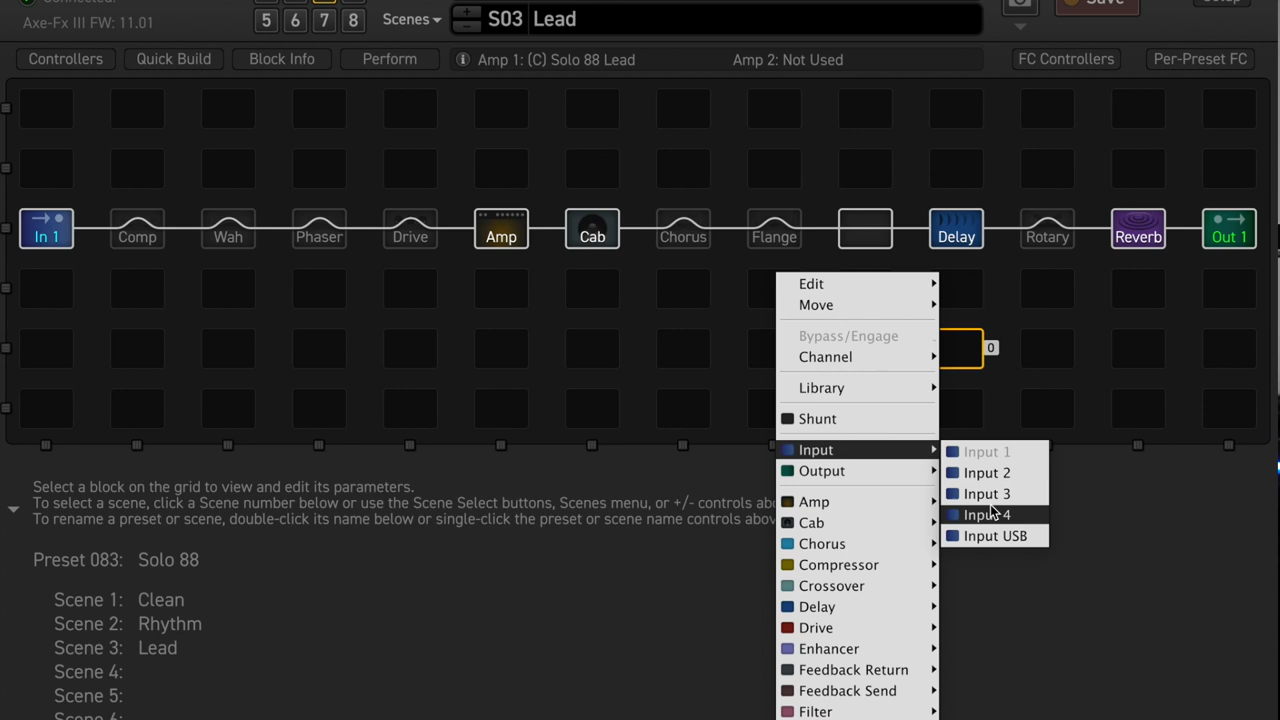 Connected
Axe-Fx III FW: 11.01
5 6 7 8
Scenes
+ S03 Lead
Save
Setup
Controllers Quick Build Block Info Perform Amp 1: (C) Solo 88 Lead Amp 2: Not Used FC Controllers Per-Preset FC
In 1 Comp Wah Phaser Drive Amp Cab Chorus Flange Delay Rotary Reverb Out 1
Edit
Move
Bypass/Engage
Channel
Library
Shunt
Input
Output
Amp
Cab
Chorus
Compressor
Crossover
Delay
Drive
Enhancer
Feedback Return
Feedback Send
Filter
0
Input 1
Input 2
Input 3
Input 4
Input USB
Select a block on the grid to view and edit its parameters.
To select a scene, click a Scene number below or use the Scene Select buttons, Scenes menu, or +/- controls abo
To rename a preset or scene, double-click its name below or single-click the preset or scene name controls abov
Preset 083: Solo 88
Scene 1: Clean
Scene 2: Rhythm
Scene 3: Lead
Scene 4:
Scene 5:
Scene 6: